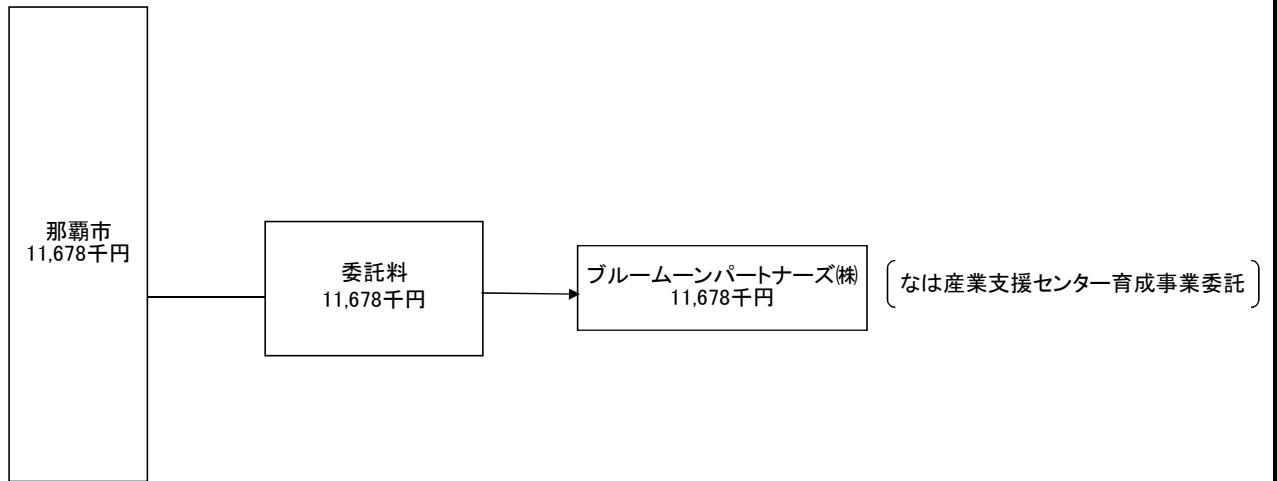 那覇市
11,678千円
委託料
11,678千円
ブルームーンパートナーズ㈱
11,678千円
なは産業支援センター育成事業委託